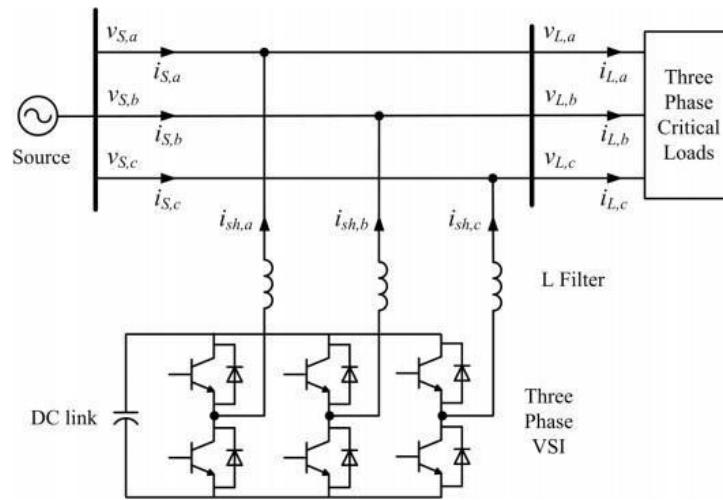 v_{S,a}
v_{L,a}
i_{S,a}
i_{L,a}
Three
Phase
Critical
Loads
v_{S,b}
v_{L,b}
i_{S,b}
i_{L,b}
Source
v_{S,c}
v_{L,c}
i_{S,c}
i_{L,c}
i_{sh,a}
i_{sh,b}
i_{sh,c}
L Filter
DC link
Three
Phase
VSI